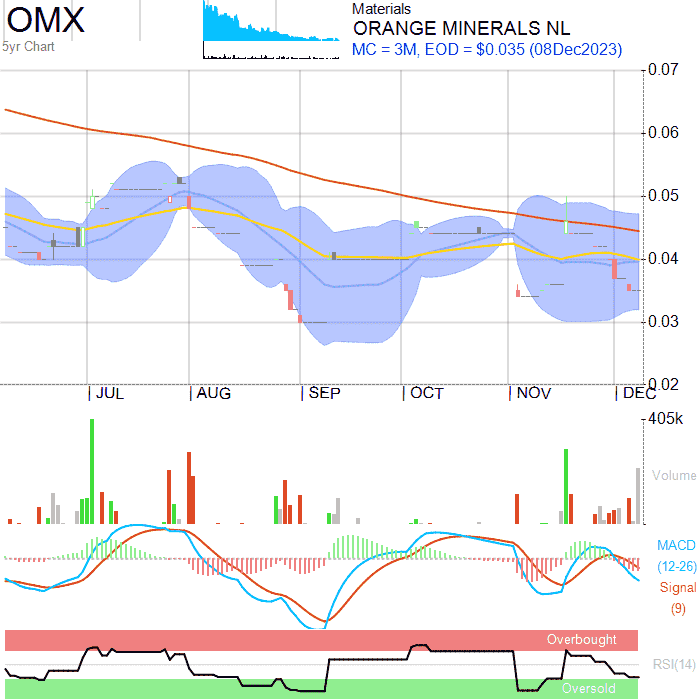 OMX
5yr Chart
Materials
ORANGE MINERALS NL
MC = 3M, EOD = $0.035 (08Dec2023)
0.07
0.06
0.05
0.04
0.03
0.02
JUL AUG SEP OCT NOV DEC
405k
Volume
MACD
(12-26)
Signal
(9)
Overbought
RSI(14)
Oversold